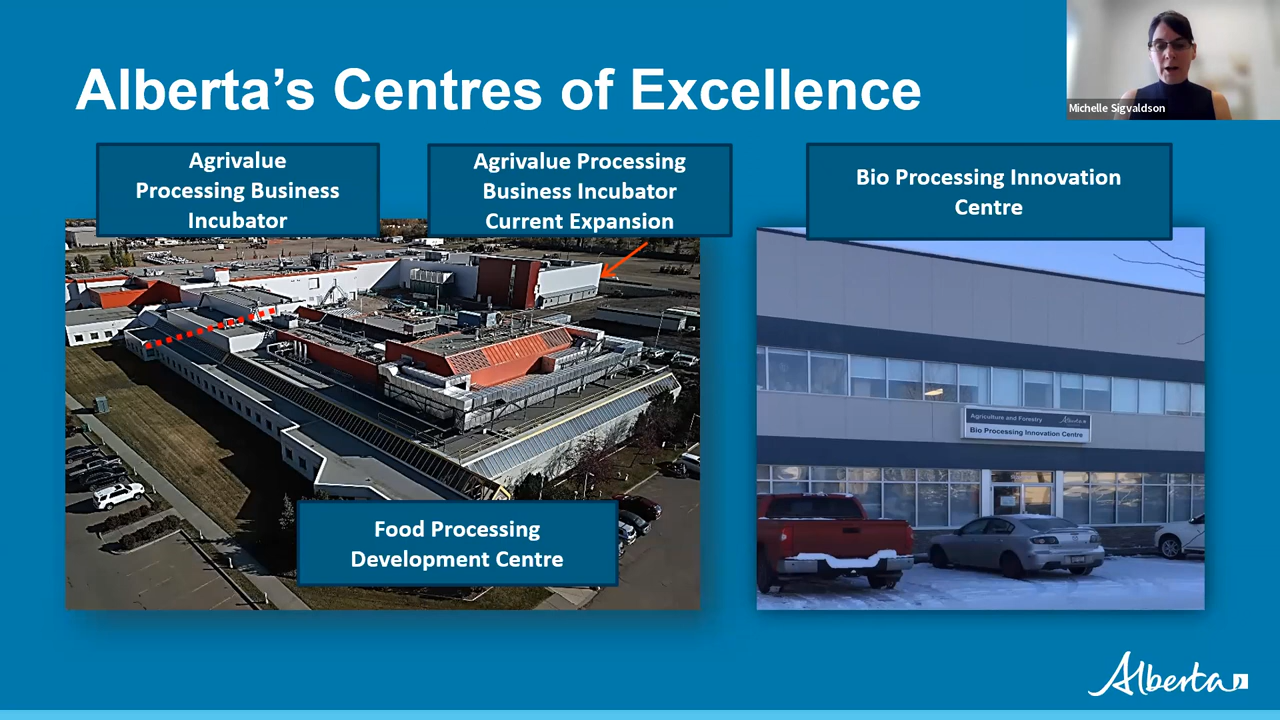 Alberta's Centres of Excellence
Michelle Sigvaldson
Agrivalue
Processing Business
Incubator
Agrivalue Processing
Business Incubator
Current Expansion
Bio Processing Innovation
Centre
Agriculture and Forestry
Alberta
Bio Processing Innovation Centre
Food Processing
Development Centre
Alberta